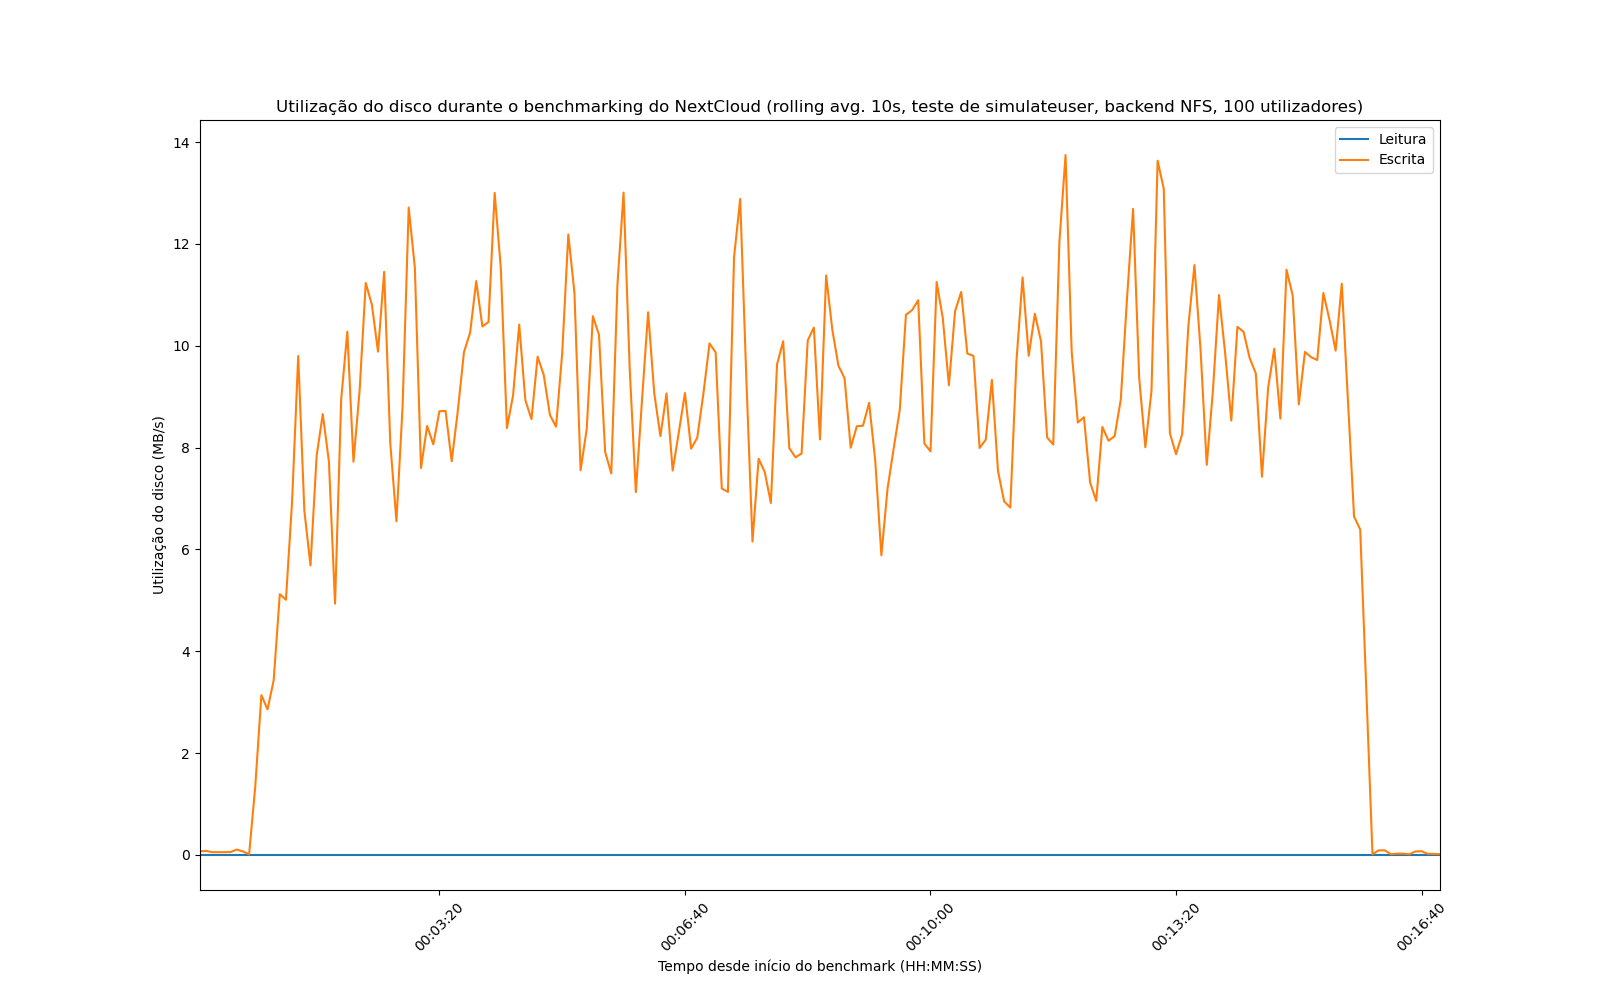 Utilização do disco durante o benchmarking do NextCloud (rolling avg. 10s, teste de simulateuser, backend NFS, 100 utilizadores)
Leitura
Escrita
14
12
10
8
6
4
2
0
Utilização do disco (MB/s)
00:03:20
00:06:40
00:10:00
00:13:20
00:16:40
Tempo desde início do benchmark (HH:MM:SS)